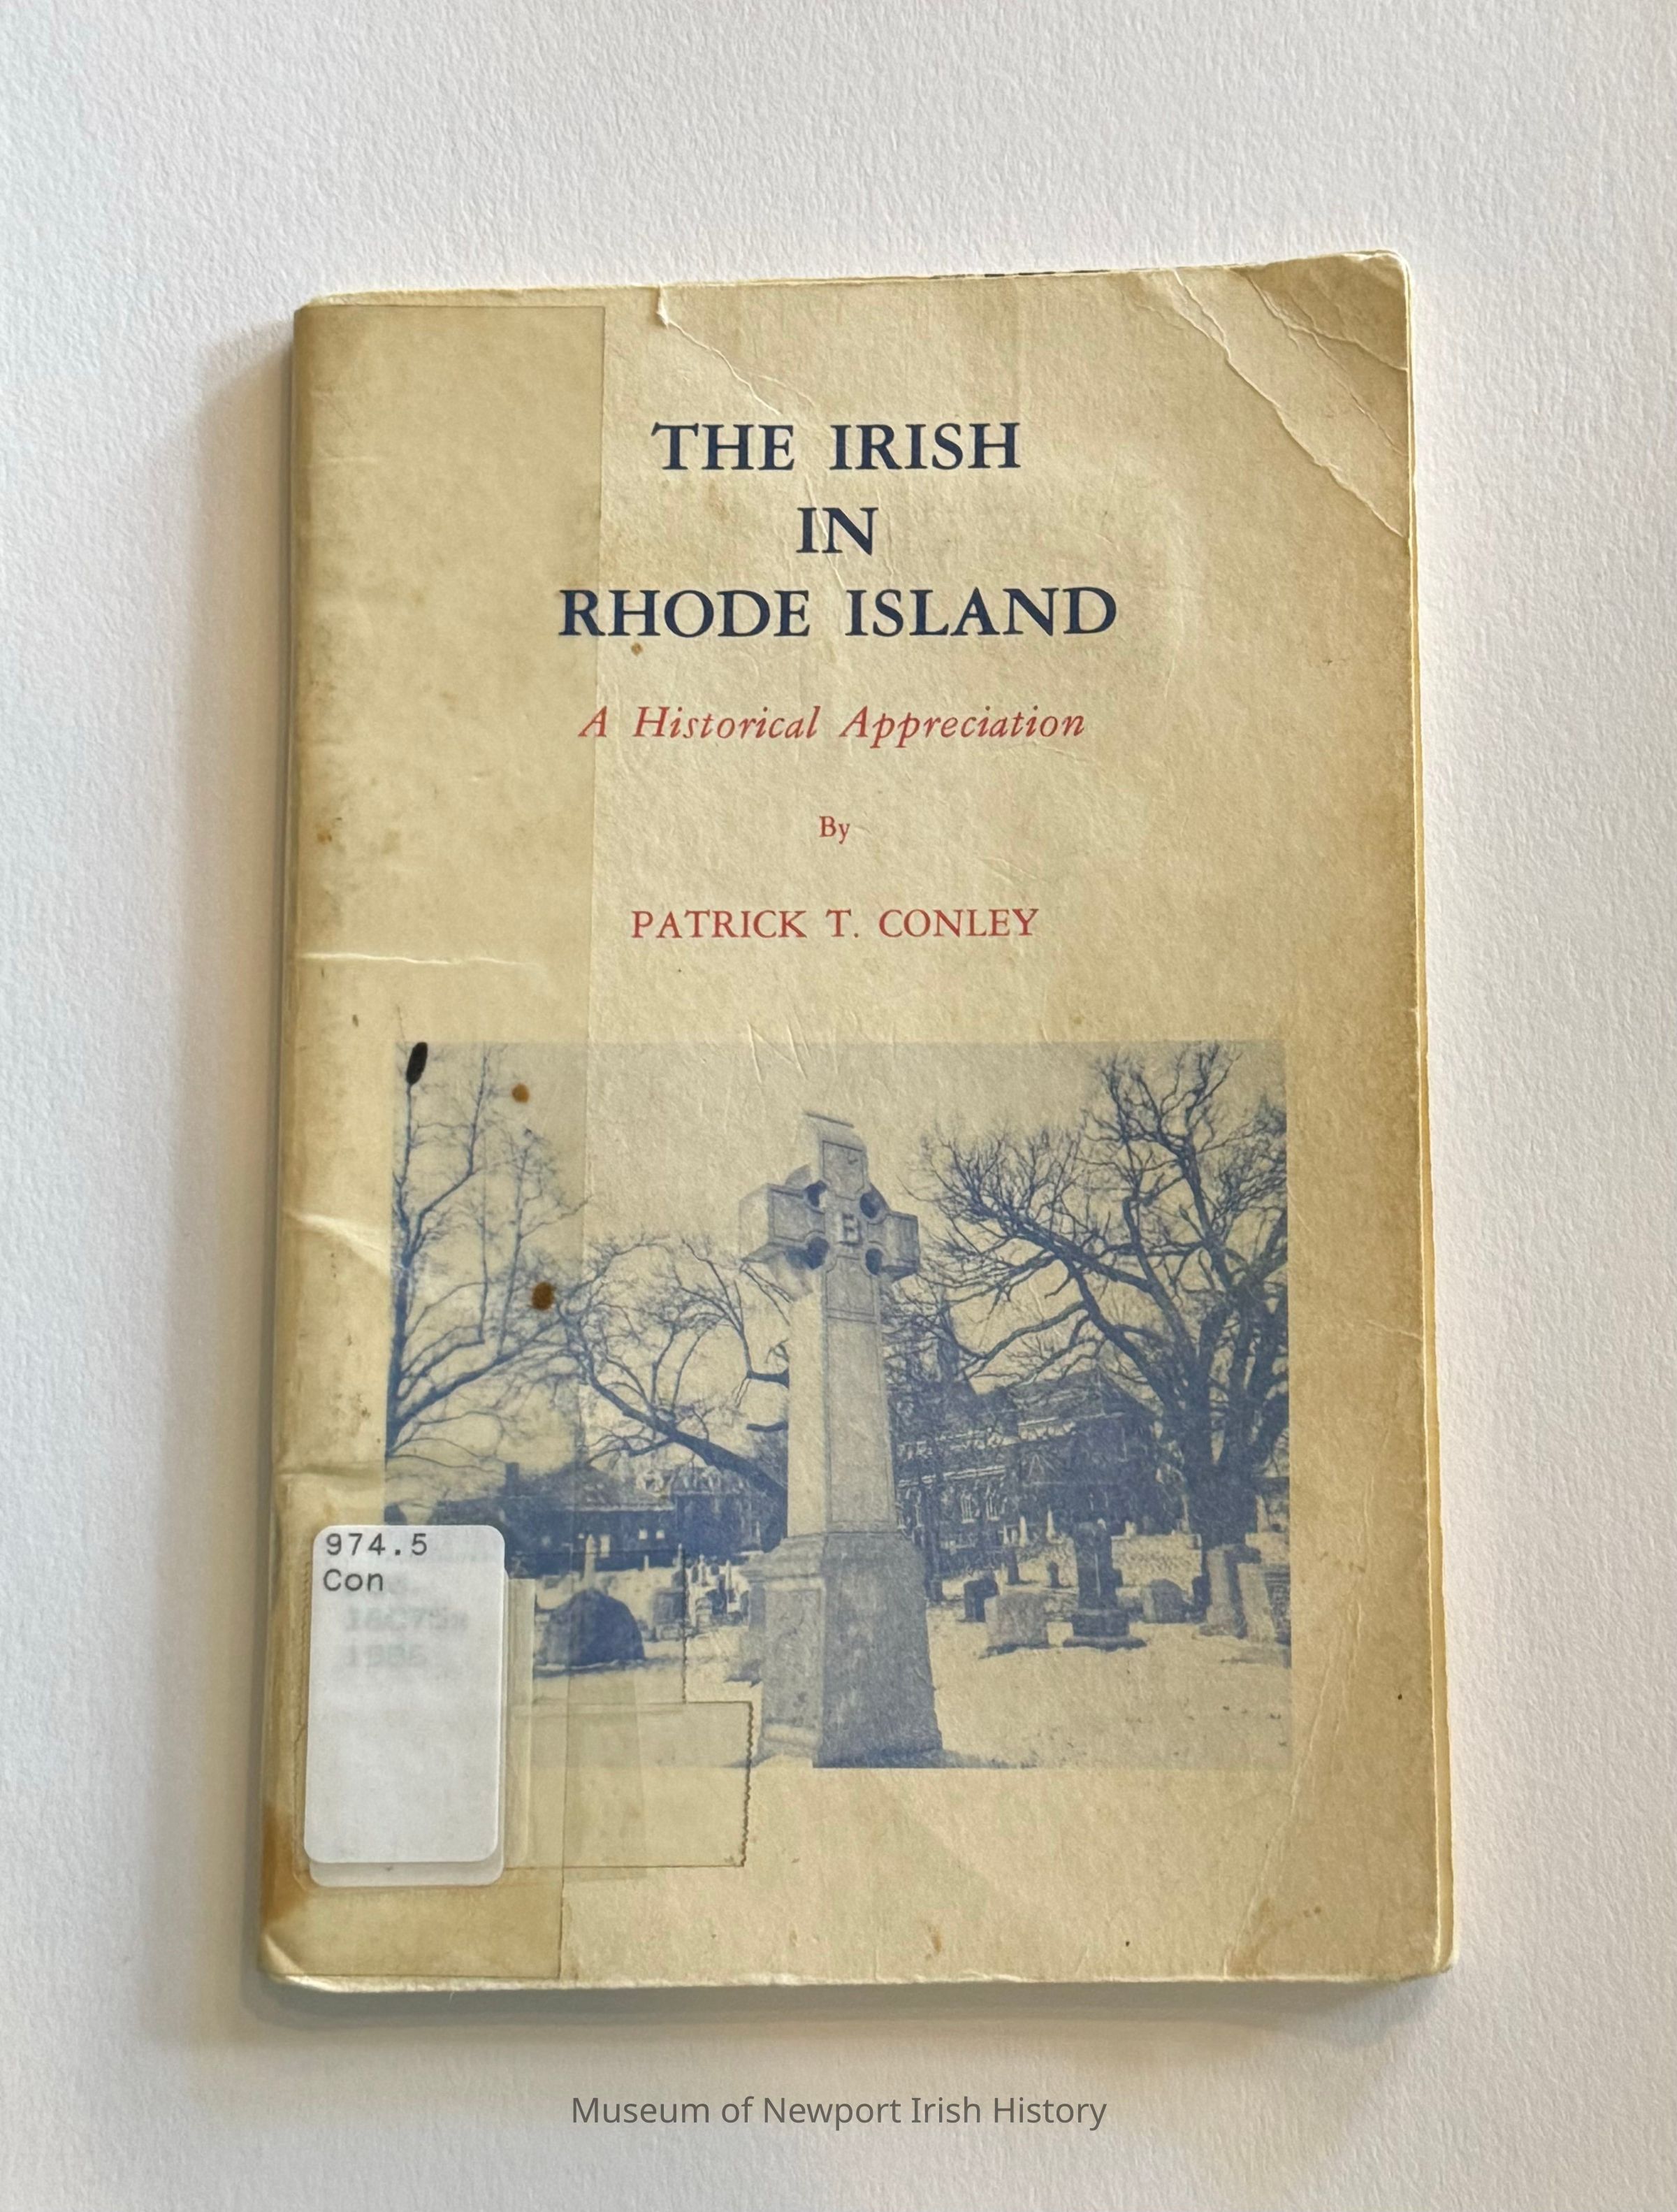 THE IRISH
IN
RHODE ISLAND
A Historical Appreciation
By
PATRICK T. CONLEY
B
974.5
Con
Museum of Newport Irish History